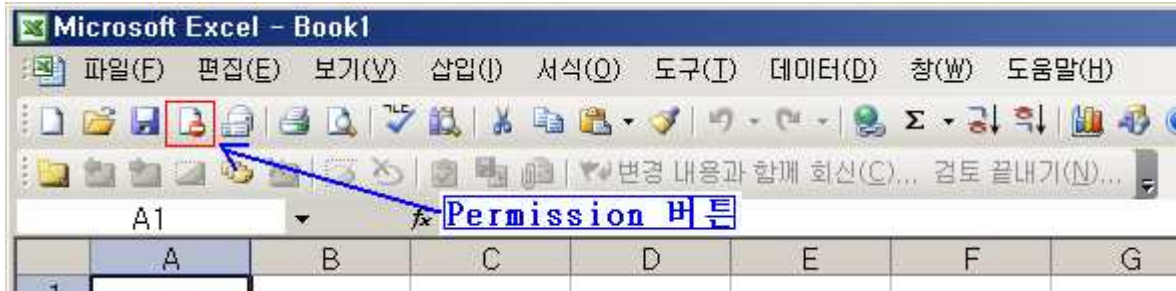 Microsoft Excel - Book1
파일(F) 편집(E) 보기(V) 삽입(I) 서식(O) 도구(T) 데이터(D) 창(W) 도움말(H)
Σ
변경 내용과 함께 회신(C)... 검토 끝내기(N)...
A1 fx Permission 버튼
A B C D E F G
1